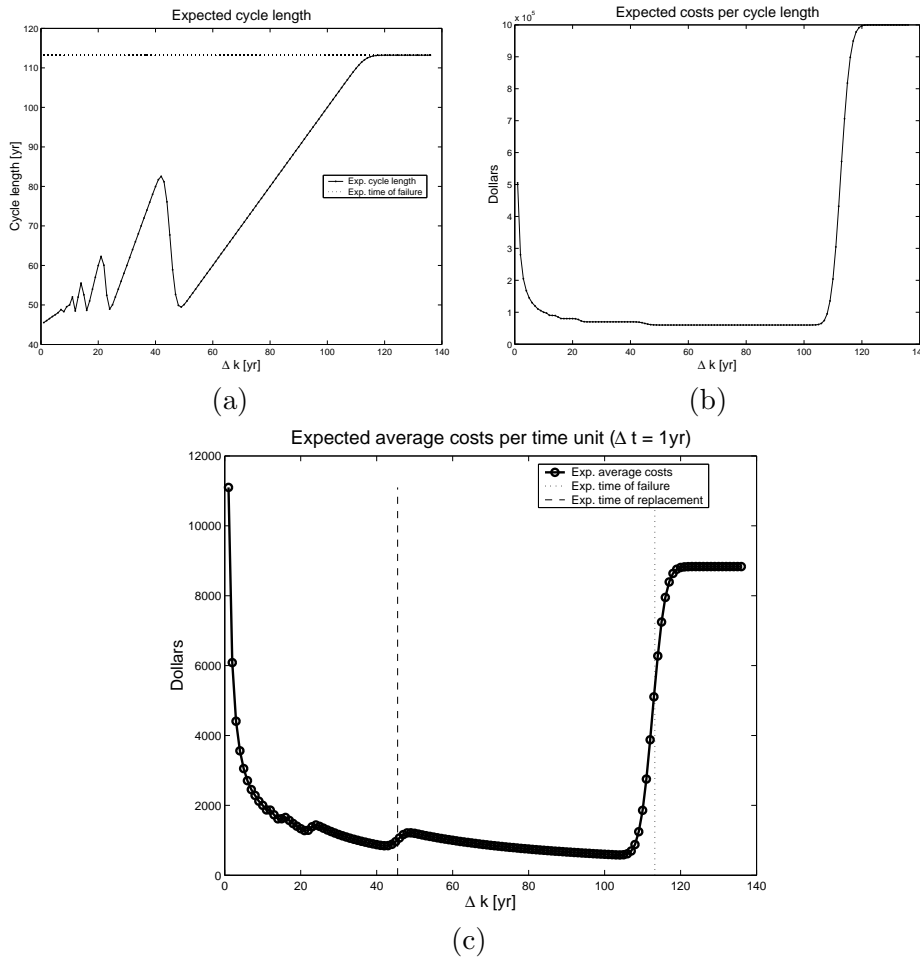 Expected cycle length
120
110
100
90
80
70
60
50
40
Cycle length [yr]
Exp. cycle length
Exp. time of failure
0 20 40 60 80 100 120 140
Δ k [yr]
(a)
Expected costs per cycle length
x 10^5
10
9
8
7
6
5
4
3
2
1
0
Dollars
0 20 40 60 80 100 120 140
Δ k [yr]
(b)
Expected average costs per time unit (Δ t = 1yr)
12000
10000
8000
6000
4000
2000
0
Dollars
Exp. average costs
Exp. time of failure
Exp. time of replacement
0 20 40 60 80 100 120 140
Δ k [yr]
(c)